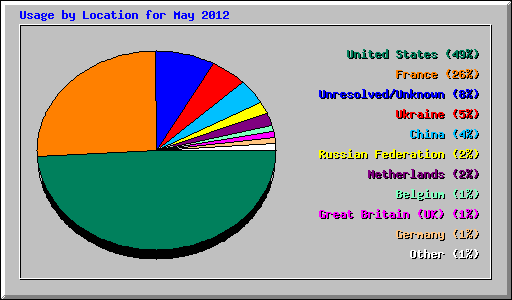 Usage by Location for May 2012
United States (49%)
France (26%)
Unresolved/Unknown (8%)
Ukraine (5%)
China (4%)
Russian Federation (2%)
Netherlands (2%)
Belgium (1%)
Great Britain (UK) (1%)
Germany (1%)
Other (1%)